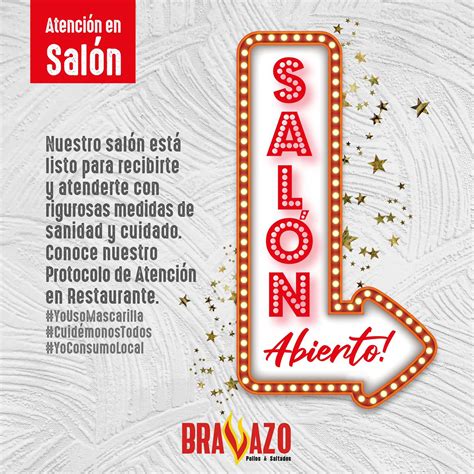 Atención en
Salón
Nuestro salón está
listo para recibirte
y atenderte con
rigurosas medidas de
sanidad y cuidado.
Conoce nuestro
Protocolo de Atención
en Restaurante.
#YoUsoMascarilla
#CuidémonosTodos
#YoConsumoLocal
SALÓN
Abierto!
BRAVAZO
Pollos & Saltados